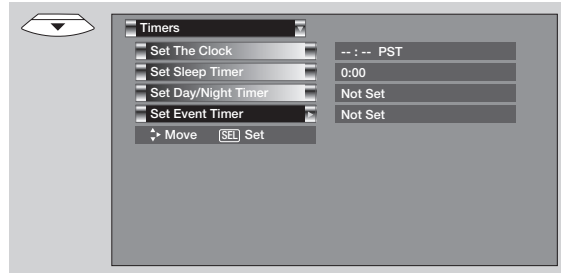 Timers
Set The Clock -- : -- PST
Set Sleep Timer 0:00
Set Day/Night Timer Not Set
Set Event Timer Not Set
Move SEL Set